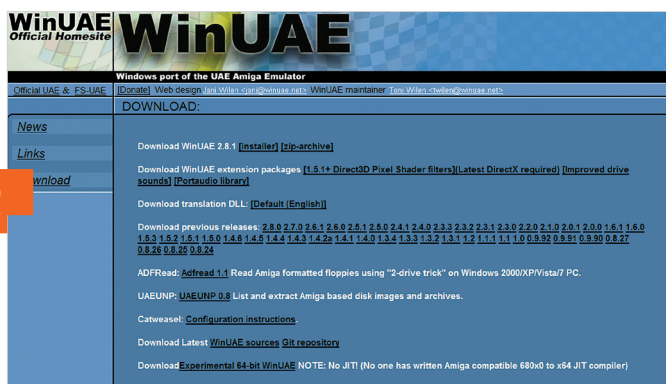 WinUAE
Official Homesite
WinUAE
Windows port of the UAE Amiga Emulator
Official UAE & FS-UAE
[Donate] Web design Jani Wilen <jani@winuae.net> WinUAE maintainer Toni Wilen <twilen@winuae.net>
DOWNLOAD:
News
Links
wnload
Download WinUAE 2.8.1 [installer] [zip-archive]
Download WinUAE extension packages [1.5.1+ Direct3D Pixel Shader filters](Latest DirectX required) [Improved drive
sounds] [Portaudio library]
Download translation DLL: [Default (English)]
Download previous releases: 2.8.0 2.7.0 2.6.1 2.6.0 2.5.1 2.5.0 2.4.1 2.4.0 2.3.3 2.3.2 2.3.1 2.3.0 2.2.0 2.1.0 2.0.1 2.0.0 1.6.1 1.6.0
1.5.3 1.5.2 1.5.1 1.5.0 1.4.6 1.4.5 1.4.4 1.4.3 1.4.2a 1.4.1 1.4.0 1.3.4 1.3.3 1.3.2 1.3.1 1.2 1.1.1 1.1 1.0 0.9.92 0.9.91 0.9.90 0.8.27
0.8.26 0.8.25 0.8.24
ADFRead: Adfread 1.1 Read Amiga formatted floppies using "2-drive trick" on Windows 2000/XP/Vista/7 PC.
UAEUNP: UAEUNP 0.8 List and extract Amiga based disk images and archives.
Catweasel: Configuration instructions.
Download Latest WinUAE sources Git repository
Download Experimental 64-bit WinUAE NOTE: No JIT! (No one has written Amiga compatible 680x0 to x64 JIT compiler)